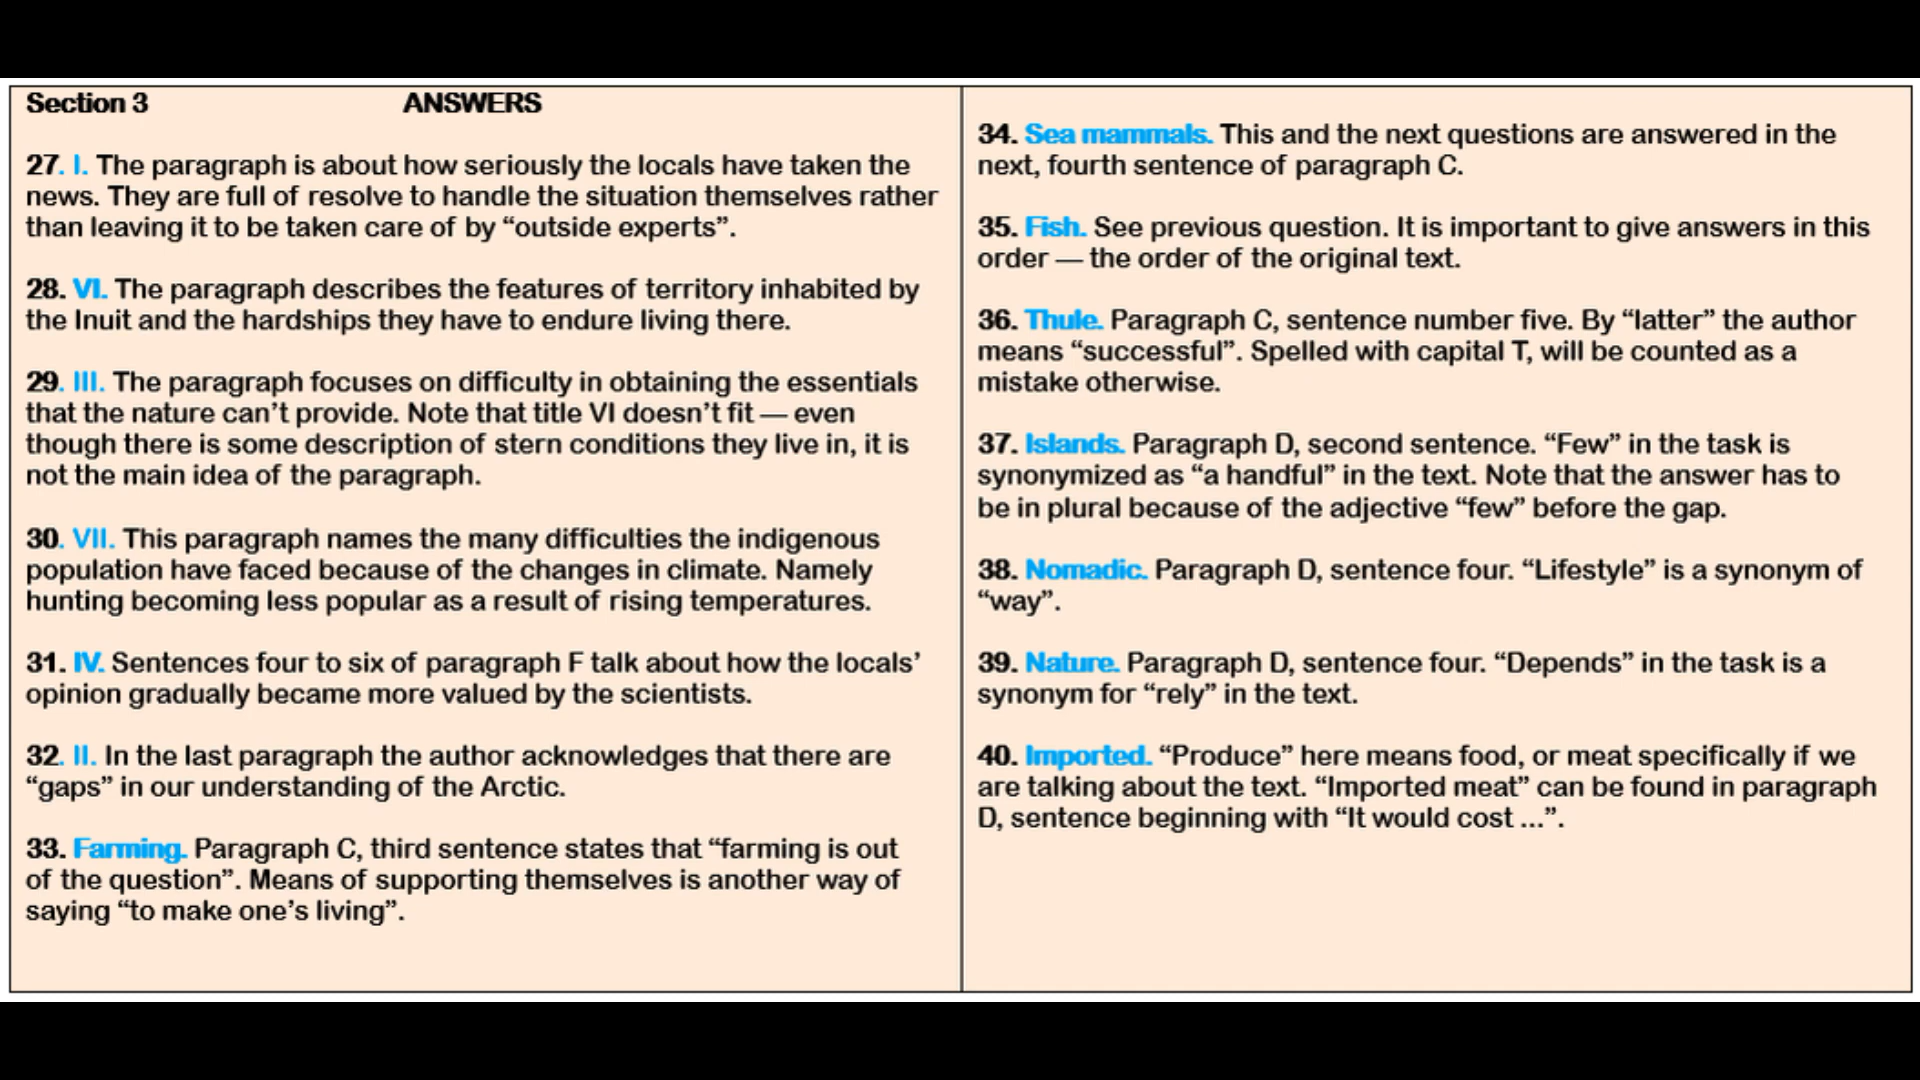 Section 3 ANSWERS
27. I. The paragraph is about how seriously the locals have taken the
news. They are full of resolve to handle the situation themselves rather
than leaving it to be taken care of by “outside experts”.
28. VI. The paragraph describes the features of territory inhabited by
the Inuit and the hardships they have to endure living there.
29. III. The paragraph focuses on difficulty in obtaining the essentials
that the nature can’t provide. Note that title VI doesn’t fit — even
though there is some description of stern conditions they live in, it is
not the main idea of the paragraph.
30. VII. This paragraph names the many difficulties the indigenous
population have faced because of the changes in climate. Namely
hunting becoming less popular as a result of rising temperatures.
31. IV. Sentences four to six of paragraph F talk about how the locals’
opinion gradually became more valued by the scientists.
32. II. In the last paragraph the author acknowledges that there are
“gaps” in our understanding of the Arctic.
33. Farming. Paragraph C, third sentence states that “farming is out
of the question”. Means of supporting themselves is another way of
saying “to make one’s living”.
34. Sea mammals. This and the next questions are answered in the
next, fourth sentence of paragraph C.
35. Fish. See previous question. It is important to give answers in this
order — the order of the original text.
36. Thule. Paragraph C, sentence number five. By “latter” the author
means “successful”. Spelled with capital T, will be counted as a
mistake otherwise.
37. Islands. Paragraph D, second sentence. “Few” in the task is
synonymized as “a handful” in the text. Note that the answer has to
be in plural because of the adjective “few” before the gap.
38. Nomadic. Paragraph D, sentence four. “Lifestyle” is a synonym of
“way”.
39. Nature. Paragraph D, sentence four. “Depends” in the task is a
synonym for “rely” in the text.
40. Imported. “Produce” here means food, or meat specifically if we
are talking about the text. “Imported meat” can be found in paragraph
D, sentence beginning with “It would cost ...”.